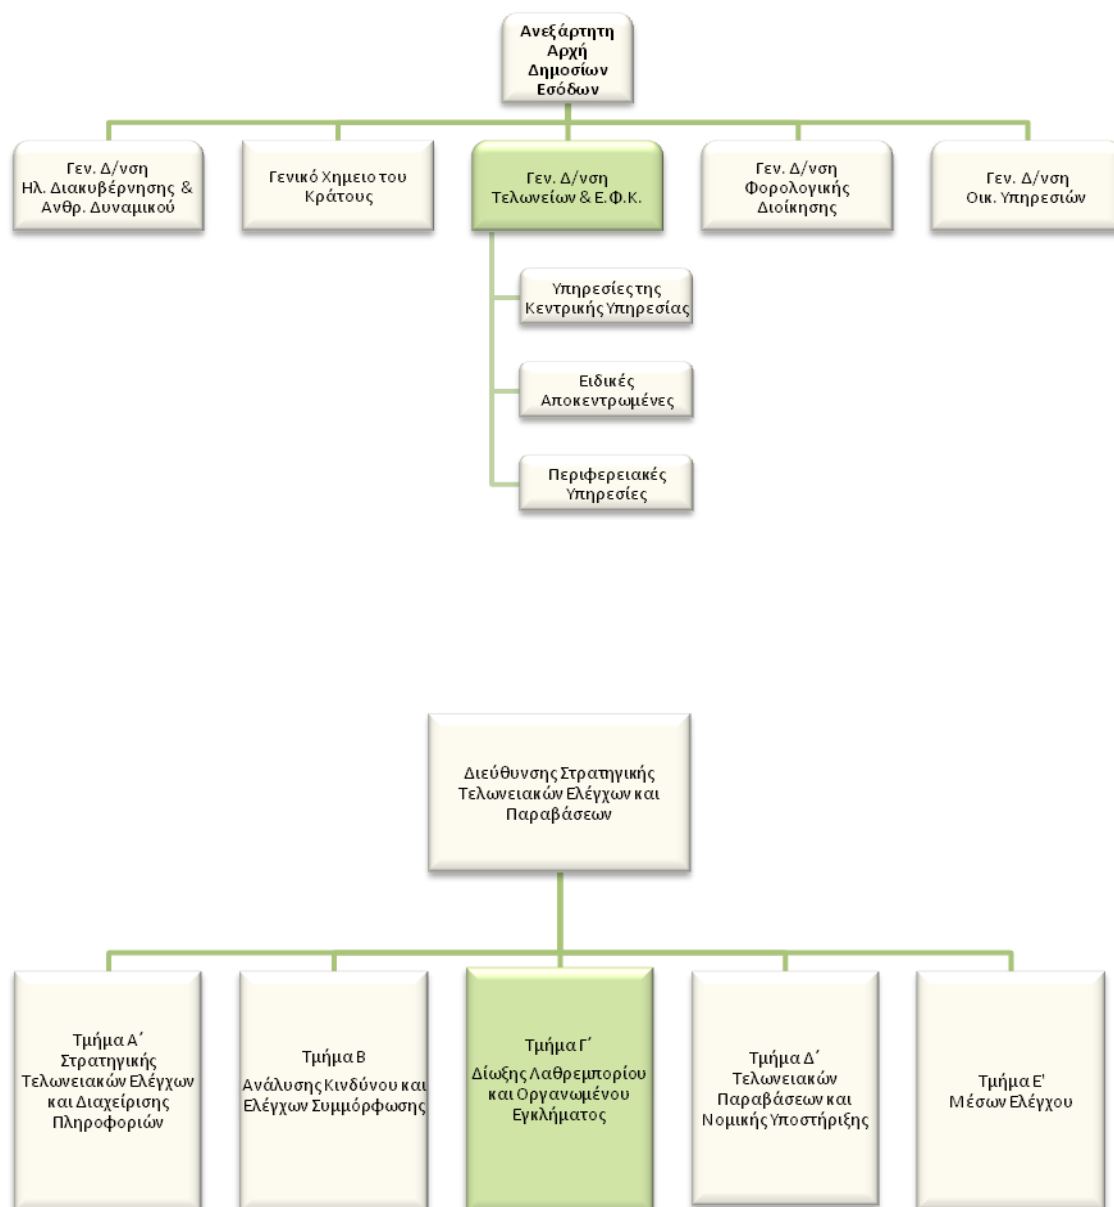 Ανεξάρτητη
Αρχή
Δημοσίων
Εσόδων
Γεν. Δ/νση
Ηλ. Διακυβέρνησης &
Ανθρ. Δυναμικού
Γενικό Χημειο του
Κράτους
Γεν. Δ/νση
Τελωνείων & Ε.Φ.Κ.
Γεν. Δ/νση
Φορολογικής
Διοίκησης
Γεν. Δ/νση
Οικ. Υπηρεσιών
Υπηρεσίες της
Κεντρικής Υπηρεσίας
Ειδικές
Αποκεντρωμένες
Περιφερειακές
Υπηρεσίες
Διεύθυνσης Στρατηγικής
Τελωνειακών Ελέγχων και
Παραβάσεων
Τμήμα Α΄
Στρατηγικής
Τελωνειακών Ελέγχων
και Διαχείρισης
Πληροφοριών
Τμήμα Β
Ανάλυσης Κινδύνου και
Ελέγχων Συμμόρφωσης
Τμήμα Γ΄
Δίωξης Λαθρεμπορίου
και Οργανωμένου
Εγκλήματος
Τμήμα Δ΄
Τελωνειακών
Παραβάσεων και
Νομικής Υποστήριξης
Τμήμα Ε'
Μέσων Ελέγχου